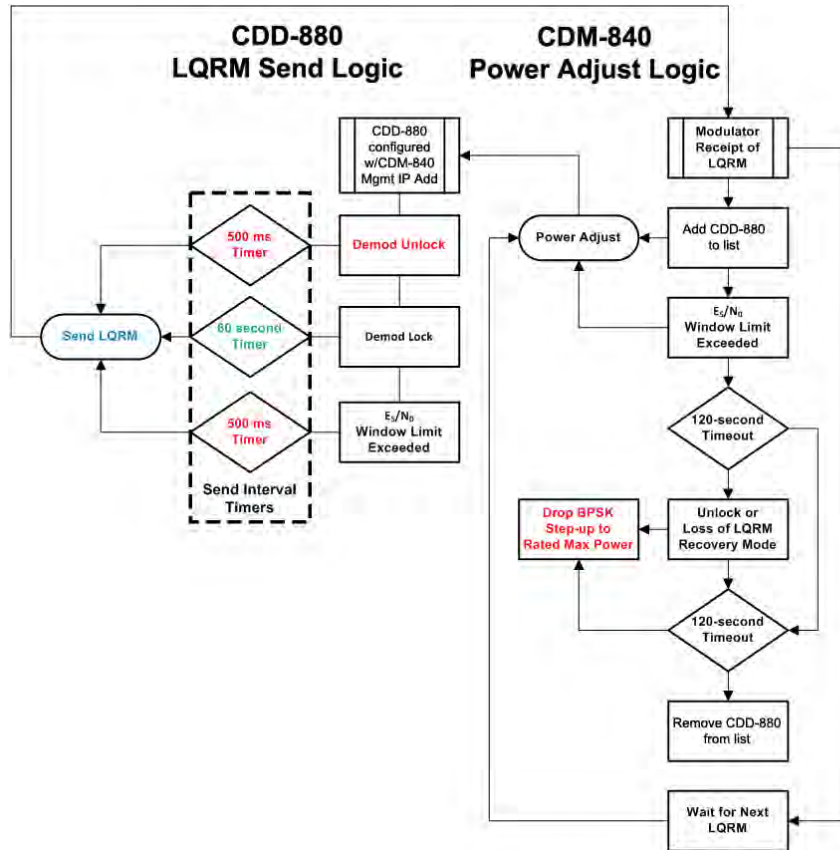 CDD-880
LQRM Send Logic
CDM-840
Power Adjust Logic
CDD-880
configured
w/CDM-840
Mgmt IP Add
Modulator
Receipt of
LQRM
500 ms
Timer
Demod Unlock
Power Adjust
Add CDD-880
to list
Send LQRM
60 second
Timer
Demod Lock
ES/N0
Window Limit
Exceeded
500 ms
Timer
ES/N0
Window Limit
Exceeded
Send Interval
Timers
120-second
Timeout
Drop BPSK
Step-up to
Rated Max Power
Unlock or
Loss of LQRM
Recovery Mode
120-second
Timeout
Remove CDD-880
from list
Wait for Next
LQRM